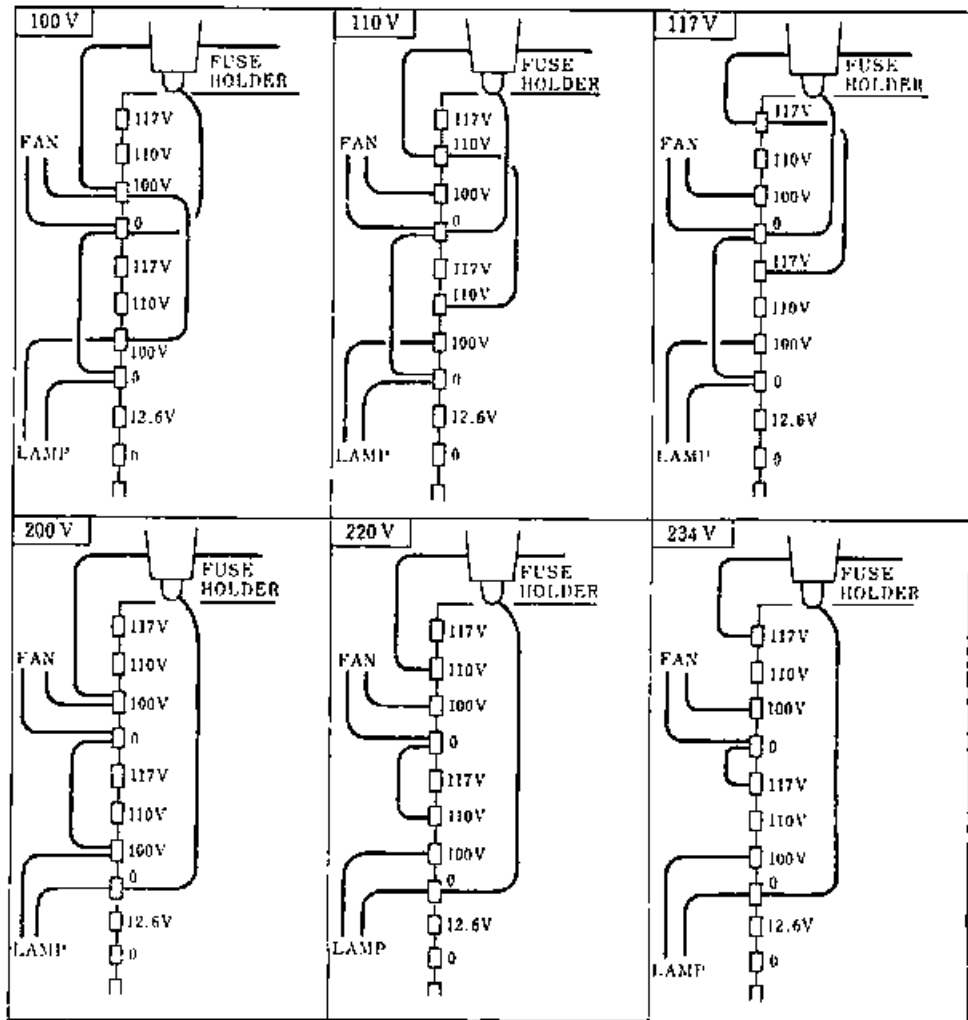 100 V
FUSE
HOLDER
117V
110V
FAN
100V
0
117V
110V
100V
0
12.6V
LAMP
0
110 V
FUSE
HOLDER
117V
110V
FAN
100V
0
117V
110V
100V
0
12.6V
LAMP
0
117 V
FUSE
HOLDER
117V
110V
FAN
100V
0
117V
110V
100V
0
12.6V
LAMP
0
200 V
FUSE
HOLDER
117V
110V
FAN
100V
0
117V
110V
100V
0
12.6V
LAMP
0
220 V
FUSE
HOLDER
117V
110V
FAN
100V
0
117V
110V
100V
0
12.6V
LAMP
0
234 V
FUSE
HOLDER
117V
110V
FAN
100V
0
117V
110V
100V
0
12.6V
LAMP
0